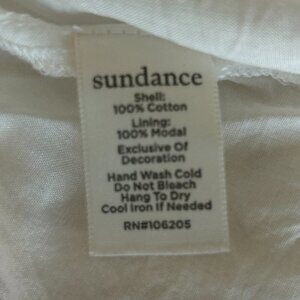 sundance
Shell:
100% Cotton
Lining:
100% Modal
Exclusive Of
Decoration
Hand Wash Cold
Do Not Bleach
Hang To Dry
Cool Iron If Needed
RN#106205